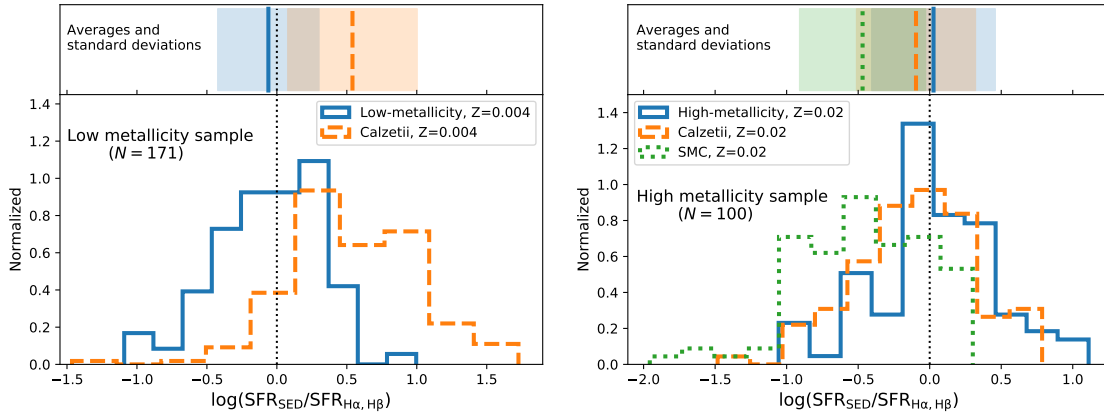 Averages and
standard deviations
1.4
1.2
1.0
0.8
0.6
0.4
0.2
0.0
Normalized
Low-metallicity, Z=0.004
Calzetii, Z=0.004
Low metallicity sample
(N = 171)
−1.5
−1.0
−0.5
0.0
0.5
1.0
1.5
log(SFR_SED/SFR_Hα, Hβ)
Averages and
standard deviations
1.4
1.2
1.0
0.8
0.6
0.4
0.2
0.0
Normalized
High-metallicity, Z=0.02
Calzetii, Z=0.02
SMC, Z=0.02
High metallicity sample
(N = 100)
−2.0
−1.5
−1.0
−0.5
0.0
0.5
1.0
log(SFR_SED/SFR_Hα, Hβ)